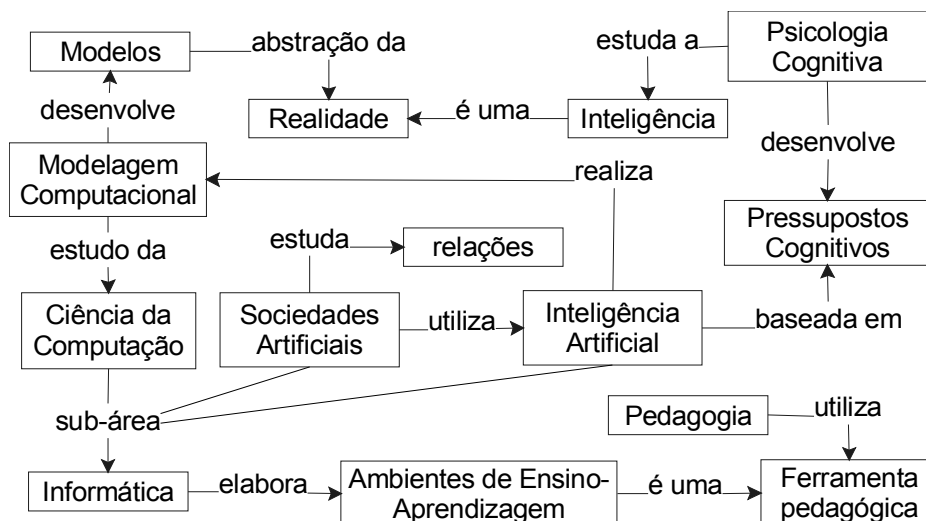 Modelos
abstração da
estuda a
Psicologia
Cognitiva
desenvolve
Realidade
é uma
Inteligência
desenvolve
Modelagem
Computacional
realiza
Pressupostos
Cognitivos
estudo da
estuda
relações
Ciência da
Computação
Sociedades
Artificiais
utiliza
Inteligência
Artificial
baseada em
sub-área
Pedagogia
utiliza
Informática
elabora
Ambientes de Ensino-
Aprendizagem
é uma
Ferramenta
pedagógica